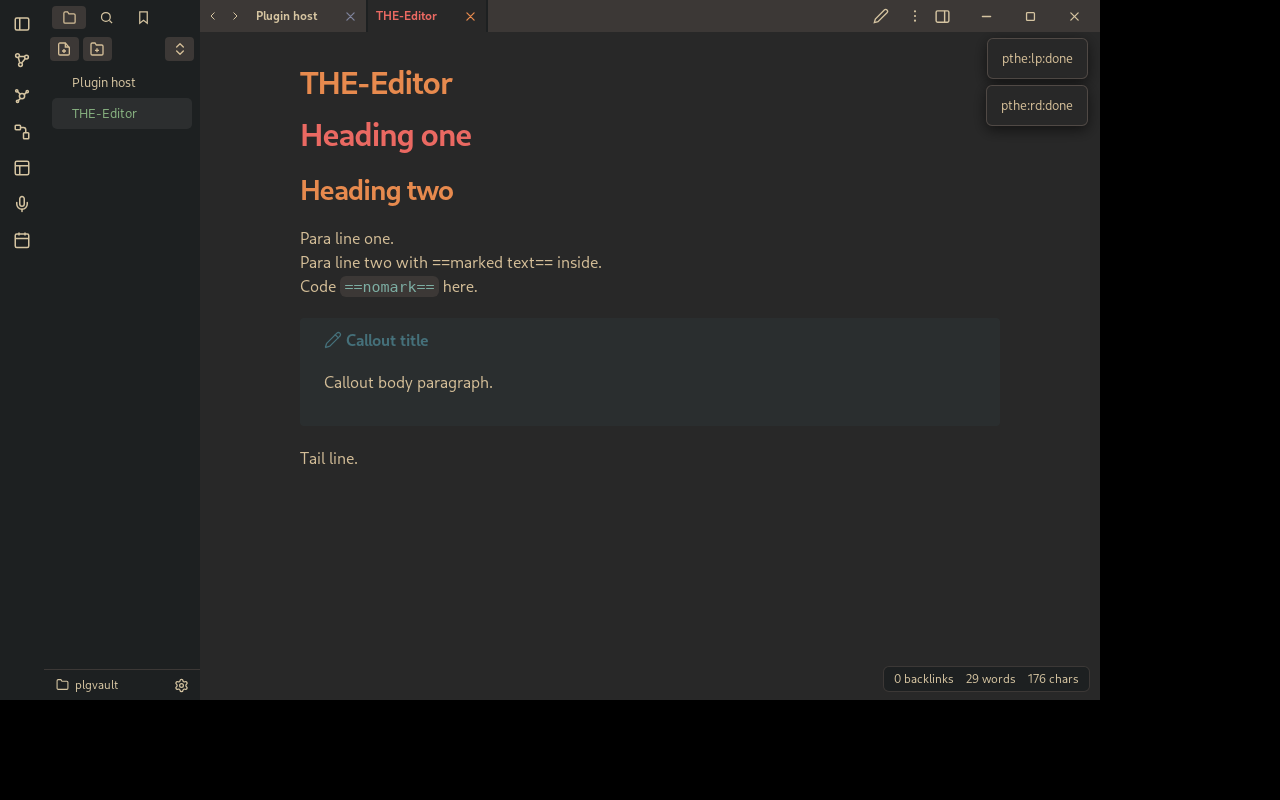 Plugin host
THE-Editor
Plugin host
THE-Editor
pthe:lp:done
pthe:rd:done
THE-Editor
Heading one
Heading two
Para line one.
Para line two with ==marked text== inside.
Code ==nomark== here.
Callout title
Callout body paragraph.
Tail line.
plgvault
0 backlinks 29 words 176 chars